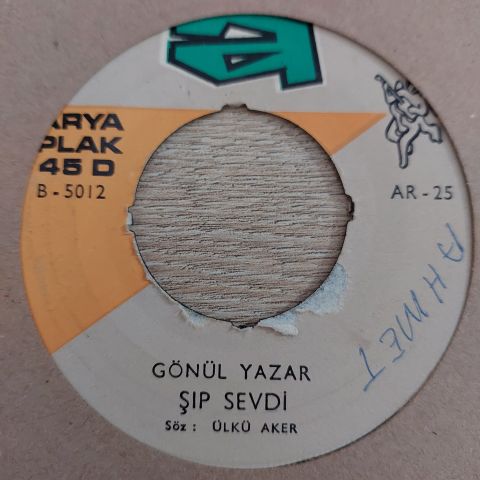 ARYA
PLAK
45 D
B - 5012
AR - 25
AHMET
GÖNÜL YAZAR
ŞIP SEVDİ
Söz : ÜLKÜ AKER